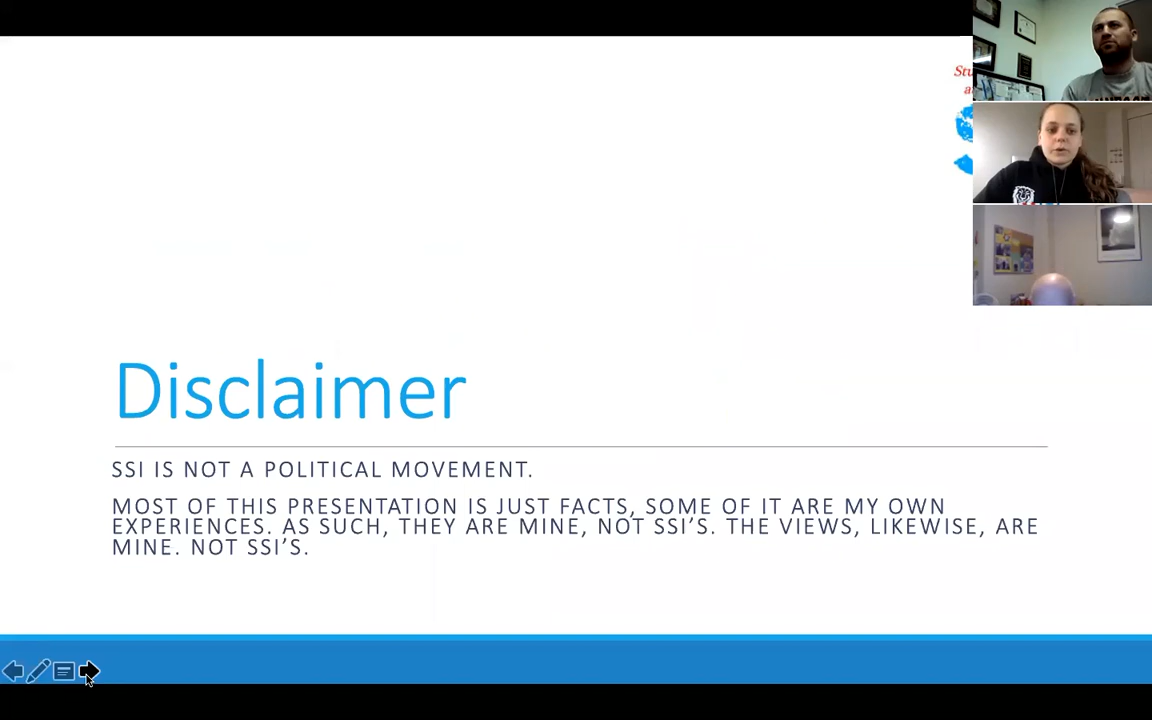 Disclaimer
SSI IS NOT A POLITICAL MOVEMENT.
MOST OF THIS PRESENTATION IS JUST FACTS, SOME OF IT ARE MY OWN
EXPERIENCES. AS SUCH, THEY ARE MINE, NOT SSI'S. THE VIEWS, LIKEWISE, ARE
MINE. NOT SSI'S.